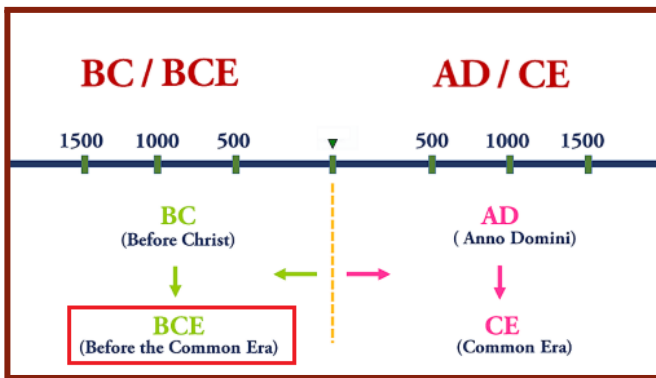 BC / BCE AD / CE
1500 1000 500 500 1000 1500
BC AD
(Before Christ) ( Anno Domini)
BCE CE
(Before the Common Era) (Common Era)